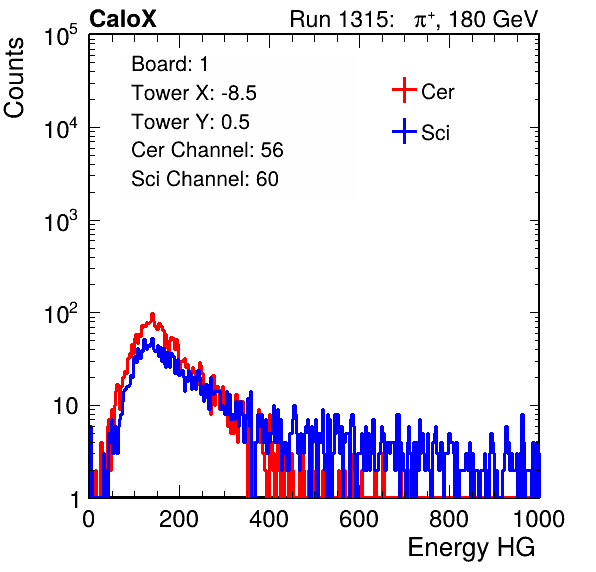 CaloX Run 1315: π⁺, 180 GeV
Counts
Board: 1
Tower X: -8.5
Tower Y: 0.5
Cer Channel: 56
Sci Channel: 60
Cer
Sci
10⁵
10⁴
10³
10²
10
1
0 200 400 600 800 1000
Energy HG